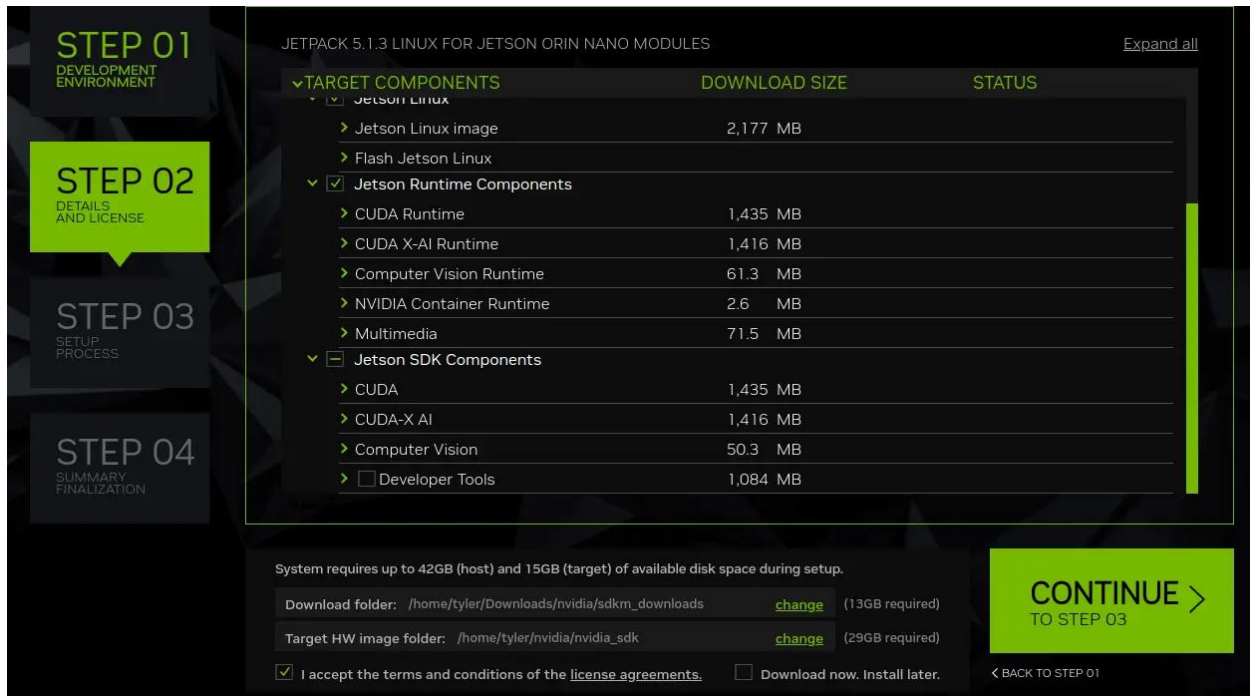 STEP 01
DEVELOPMENT
ENVIRONMENT
STEP 02
DETAILS
AND LICENSE
STEP 03
SETUP
PROCESS
STEP 04
SUMMARY
FINALIZATION
JETPACK 5.1.3 LINUX FOR JETSON ORIN NANO MODULES Expand all
TARGET COMPONENTS DOWNLOAD SIZE STATUS
Jetson Linux
Jetson Linux image 2,177 MB
Flash Jetson Linux
Jetson Runtime Components
CUDA Runtime 1,435 MB
CUDA X-AI Runtime 1,416 MB
Computer Vision Runtime 61.3 MB
NVIDIA Container Runtime 2.6 MB
Multimedia 71.5 MB
Jetson SDK Components
CUDA 1,435 MB
CUDA-X AI 1,416 MB
Computer Vision 50.3 MB
Developer Tools 1,084 MB
System requires up to 42GB (host) and 15GB (target) of available disk space during setup.
Download folder: /home/tyler/Downloads/nvidia/sdkm_downloads change (13GB required)
Target HW image folder: /home/tyler/nvidia/nvidia_sdk change (29GB required)
I accept the terms and conditions of the license agreements. Download now. Install later.
CONTINUE
TO STEP 03
BACK TO STEP 01